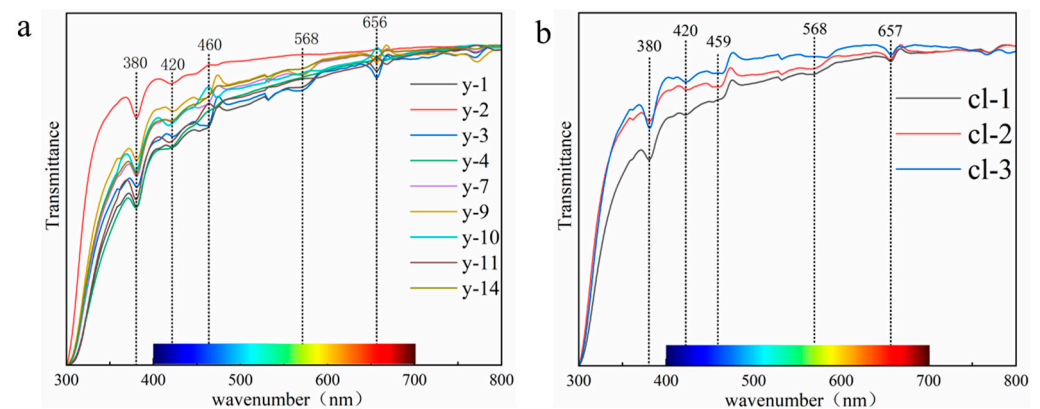 a
380
420
460
568
656
y-1
y-2
y-3
y-4
y-7
y-9
y-10
y-11
y-14
Transmittance
300 400 500 600 700 800
wavenumber（nm）
b
380
420
459
568
657
cl-1
cl-2
cl-3
Transmittance
300 400 500 600 700 800
wavenumber（nm）